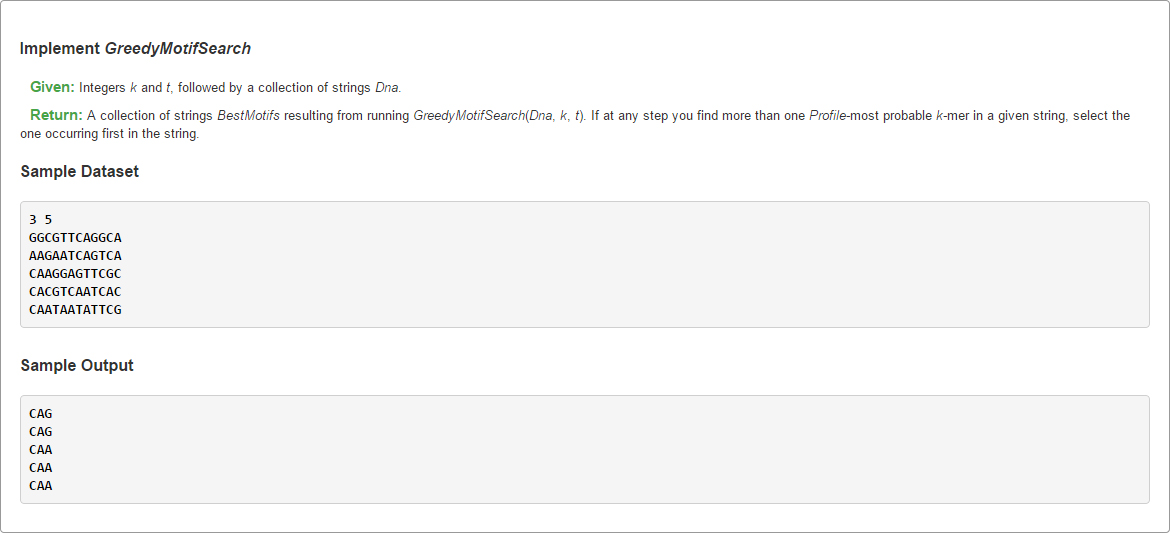 Implement GreedyMotifSearch
Given: Integers k and t, followed by a collection of strings Dna.
Return: A collection of strings BestMotifs resulting from running GreedyMotifSearch(Dna, k, t). If at any step you find more than one Profile-most probable k-mer in a given string, select the
one occurring first in the string.
Sample Dataset
3 5
GGCGTTCAGGCA
AAGAATCAGTCA
CAAGGAGTTCGC
CACGTCAATCAC
CAATAATATTCG
Sample Output
CAG
CAG
CAA
CAA
CAA